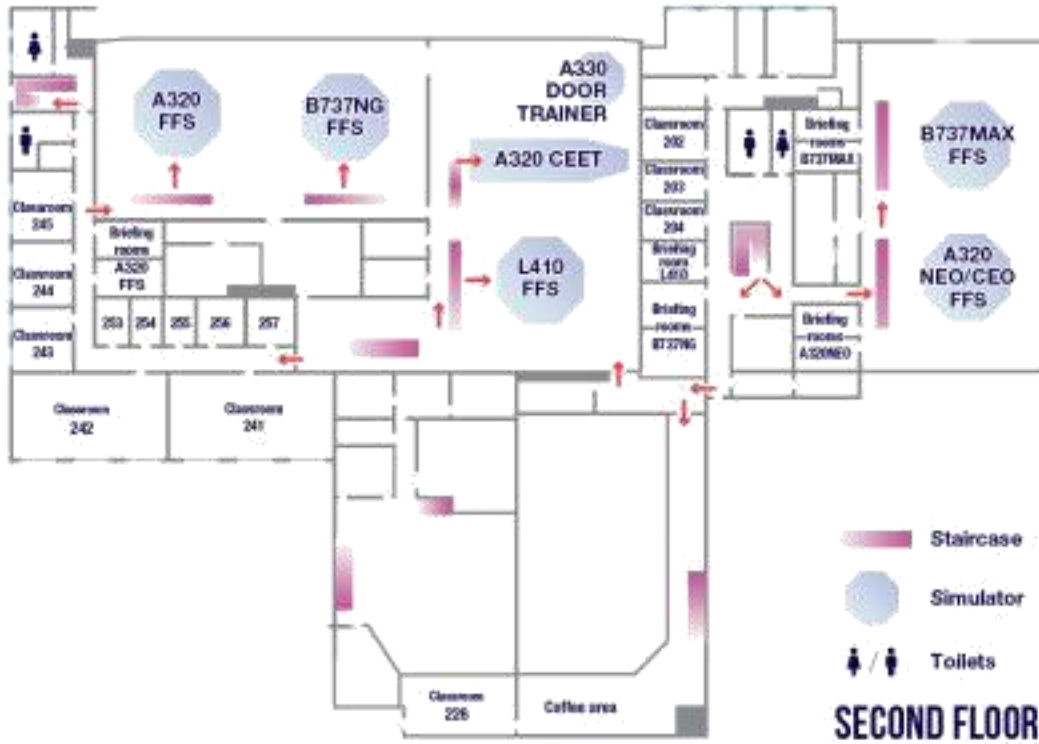 A320
FFS
B737NG
FFS
A330
DOOR
TRAINER
A320 CEET
L410
FFS
B737MAX
FFS
A320
NEO/CEO
FFS
Classroom
202
Classroom
203
Classroom
204
Briefing
room
L410
Briefing
rooms
B737NG
Briefing
rooms
B737MAX
Briefing
rooms
A320NEO
Classroom
245
Classroom
244
Classroom
243
Briefing
rooms
A320
FFS
253
254
255
256
257
Classroom
242
Classroom
241
Classroom
226
Coffee area
Staircase
Simulator
/
Toilets
SECOND FLOOR